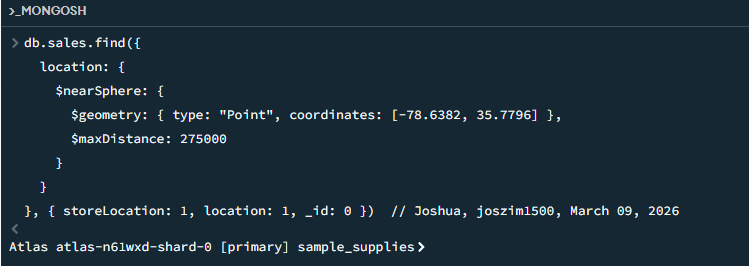 >_MONGOSH
> db.sales.find({
location: {
$nearSphere: {
$geometry: { type: "Point", coordinates: [-78.6382, 35.7796] },
$maxDistance: 275000
}
}
}, { storeLocation: 1, location: 1, _id: 0 })  // Joshua, joszim1500, March 09, 2026
<
Atlas atlas-n61wxd-shard-0 [primary] sample_supplies>